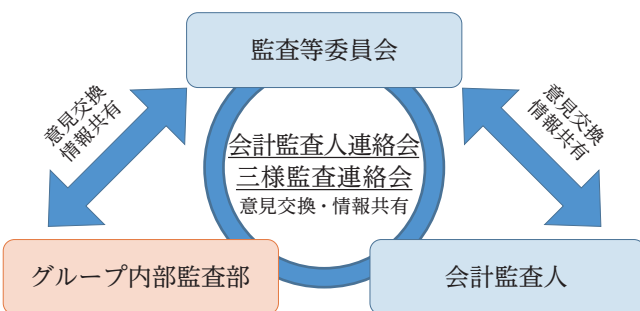 監査等委員会
意見交換
情報共有
意見交換
情報共有
会計監査人連絡会
三様監査連絡会
意見交換・情報共有
グループ内部監査部
会計監査人